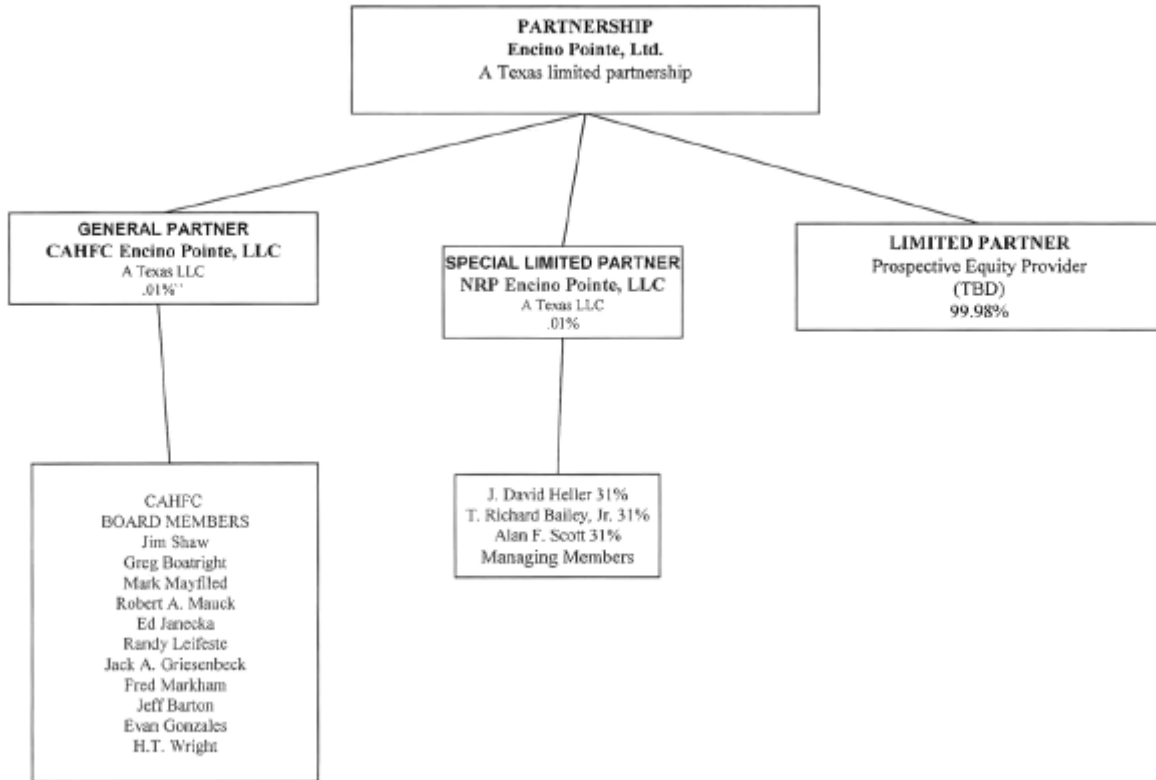 PARTNERSHIP
Encino Pointe, Ltd.
A Texas limited partnership
GENERAL PARTNER
CAHFC Encino Pointe, LLC
A Texas LLC
.01%``
SPECIAL LIMITED PARTNER
NRP Encino Pointe, LLC
A Texas LLC
.01%
LIMITED PARTNER
Prospective Equity Provider
(TBD)
99.98%
CAHFC
BOARD MEMBERS
Jim Shaw
Greg Boatright
Mark Mayflled
Robert A. Mauck
Ed Janecka
Randy Leifeste
Jack A. Griesenbeck
Fred Markham
Jeff Barton
Evan Gonzales
H.T. Wright
J. David Heller 31%
T. Richard Bailey, Jr. 31%
Alan F. Scott 31%
Managing Members